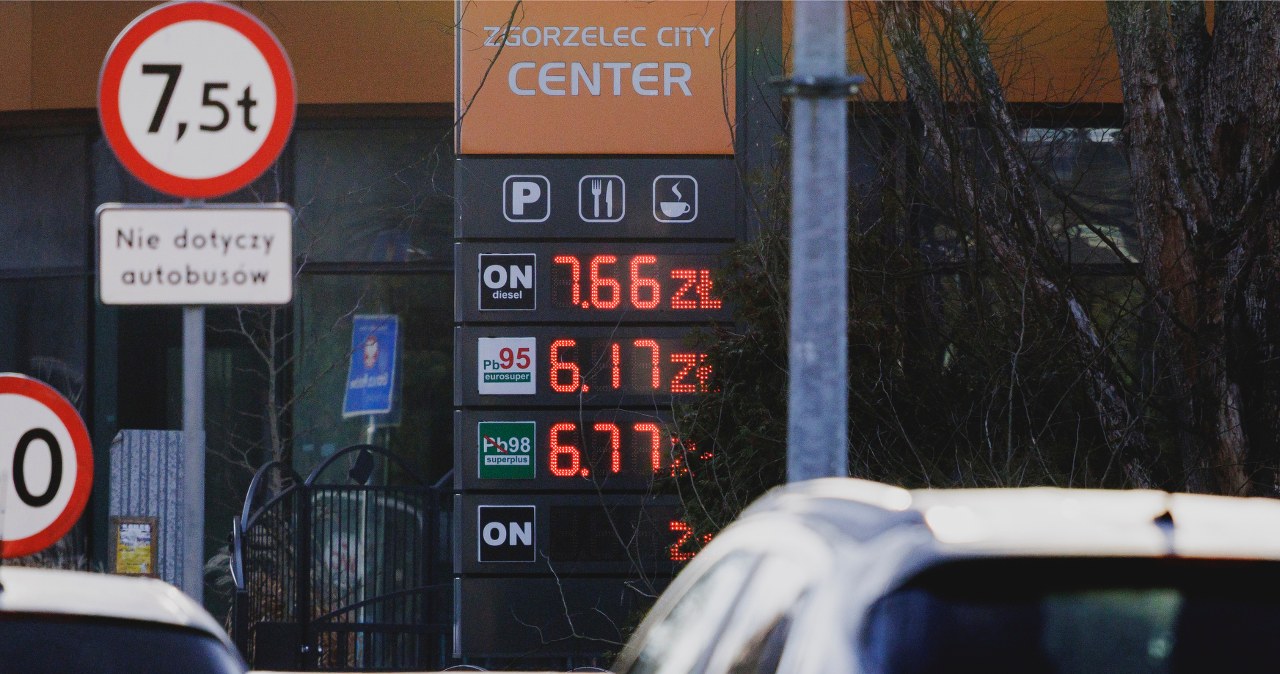 7,5t
Nie dotyczy
autobusów
0
ZGORZELEC CITY
CENTER
P
ON
diesel
7.66 ZŁ
Pb95
eurosuper
6.17 ZŁ
Pb98
superplus
6.77
ON